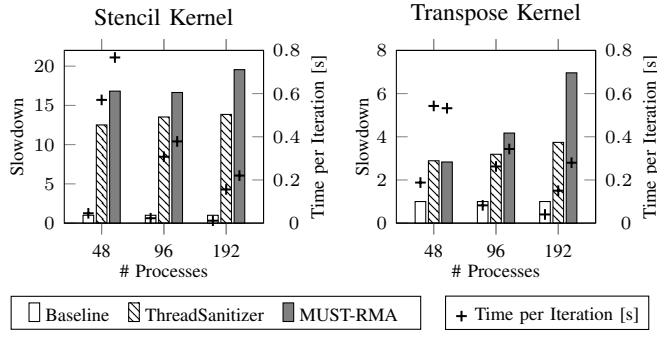 Stencil Kernel
Slowdown
20
15
10
5
0
0.8
0.6
0.4
0.2
0
Time per Iteration [s]
48 96 192
# Processes
Transpose Kernel
Slowdown
8
6
4
2
0
0.8
0.6
0.4
0.2
0
Time per Iteration [s]
48 96 192
# Processes
Baseline ThreadSanitizer MUST-RMA
Time per Iteration [s]